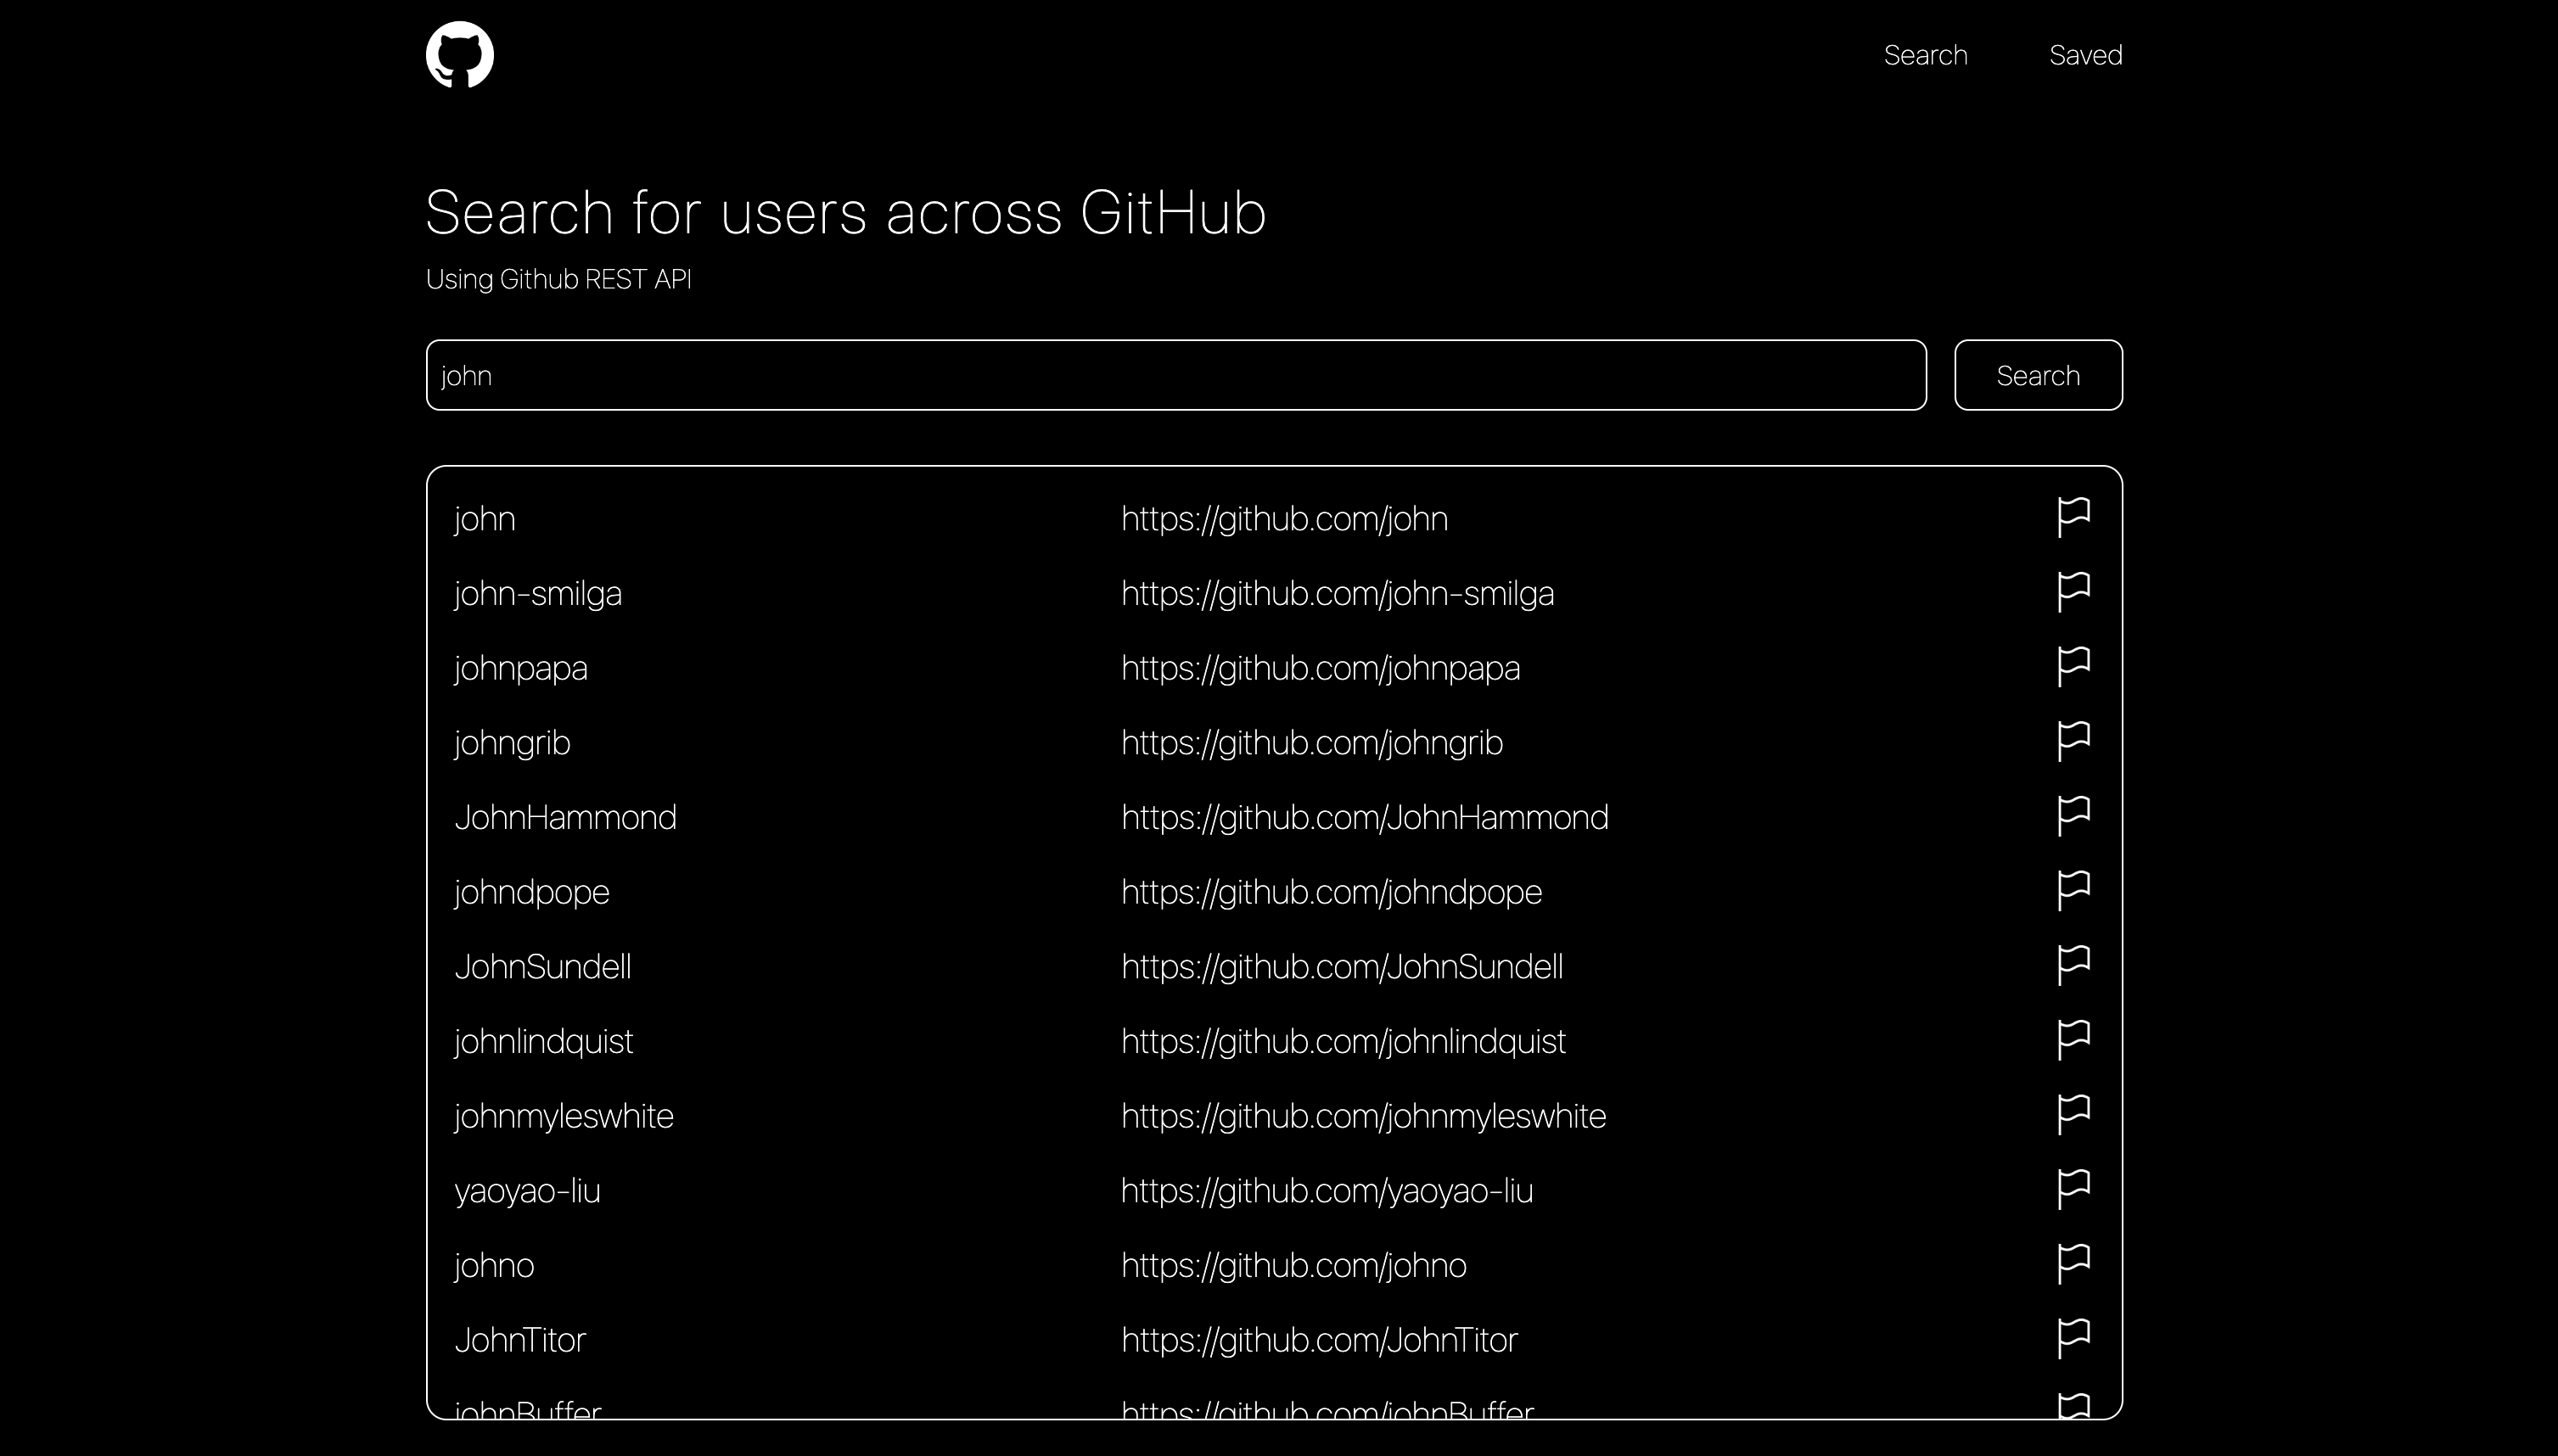 Search Saved
Search for users across GitHub
Using Github REST API
john Search
john https://github.com/john
john-smilga https://github.com/john-smilga
johnpapa https://github.com/johnpapa
johngrib https://github.com/johngrib
JohnHammond https://github.com/JohnHammond
johndpope https://github.com/johndpope
JohnSundell https://github.com/JohnSundell
johnlindquist https://github.com/johnlindquist
johnmyleswhite https://github.com/johnmyleswhite
yaoyao-liu https://github.com/yaoyao-liu
johno https://github.com/johno
JohnTitor https://github.com/JohnTitor
johnBuffer https://github.com/johnBuffer